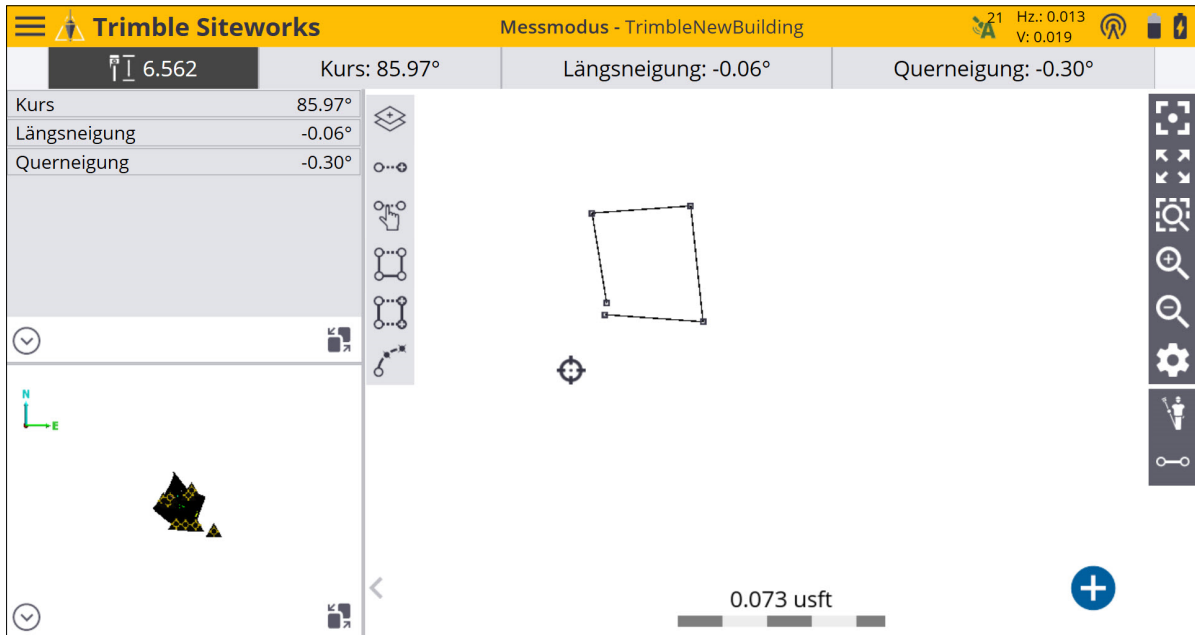 Trimble Siteworks
Messmodus - TrimbleNewBuilding
21
Hz.: 0.013
V: 0.019
6.562
Kurs: 85.97°
Längsneigung: -0.06°
Querneigung: -0.30°
Kurs 85.97°
Längsneigung -0.06°
Querneigung -0.30°
N
E
0.073 usft